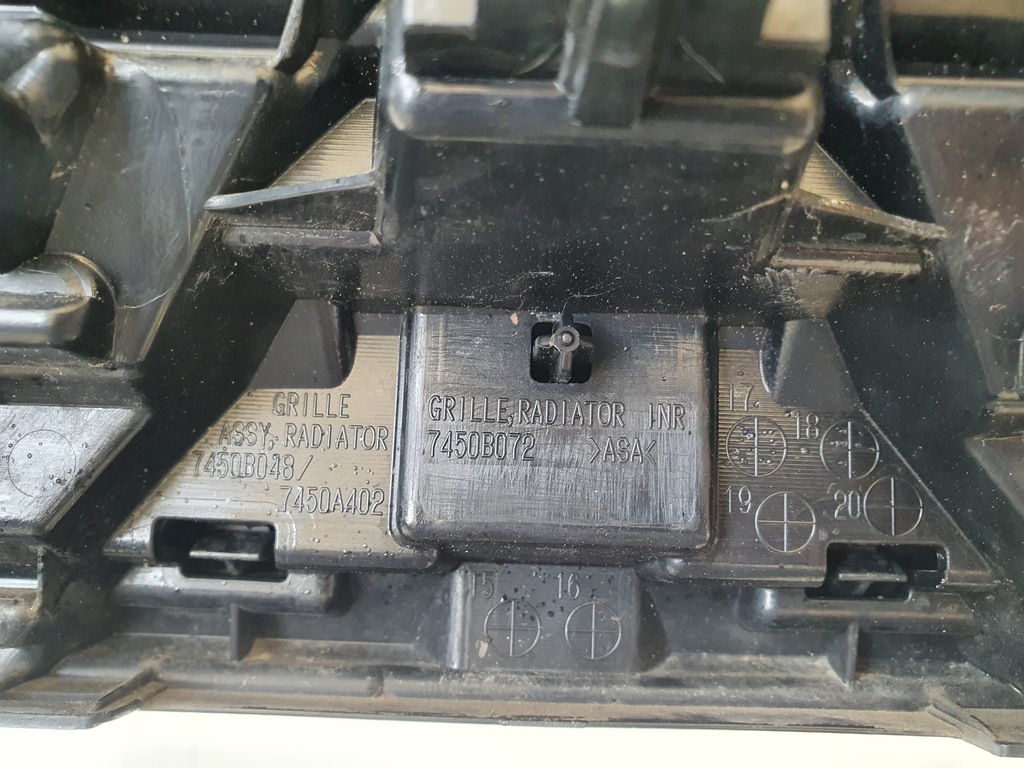 GRILLE
ASSY, RADIATOR
7450B048/
7450A402
GRILLE, RADIATOR INR
7450B072 >ASA<
17.
18
19
20
15
16